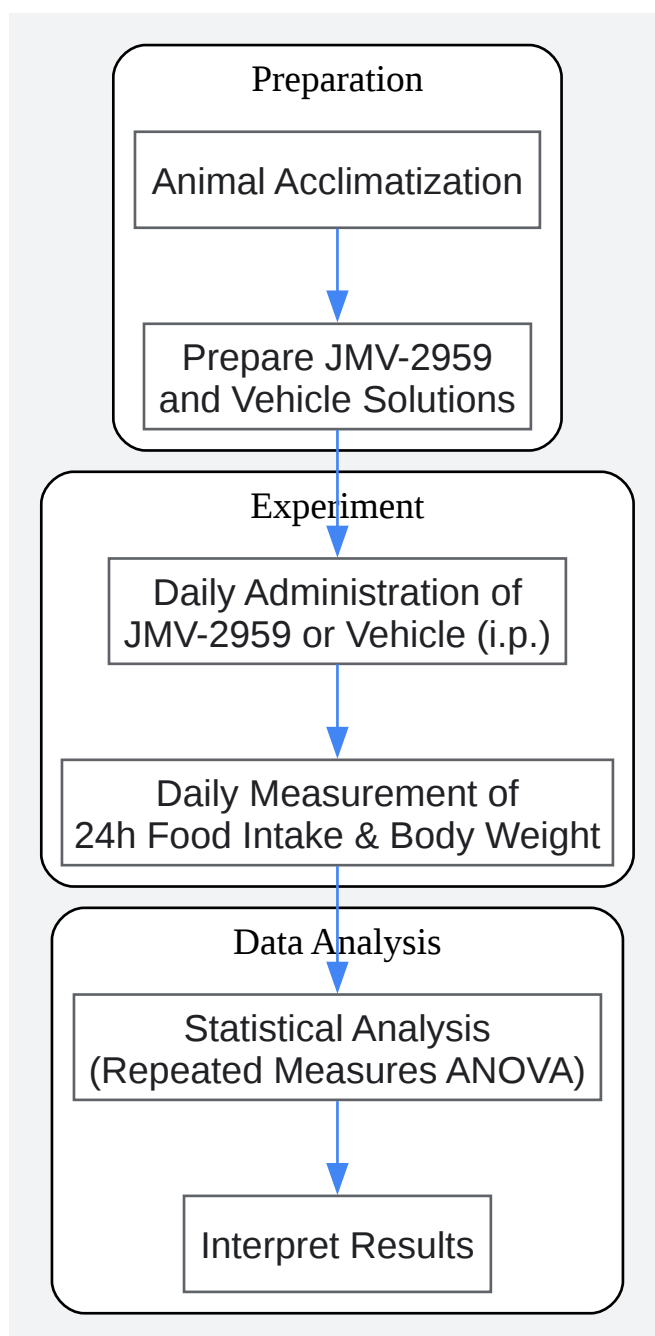 Preparation
Animal Acclimatization
Prepare JMV-2959
and Vehicle Solutions
Experiment
Daily Administration of
JMV-2959 or Vehicle (i.p.)
Daily Measurement of
24h Food Intake & Body Weight
Data Analysis
Statistical Analysis
(Repeated Measures ANOVA)
Interpret Results